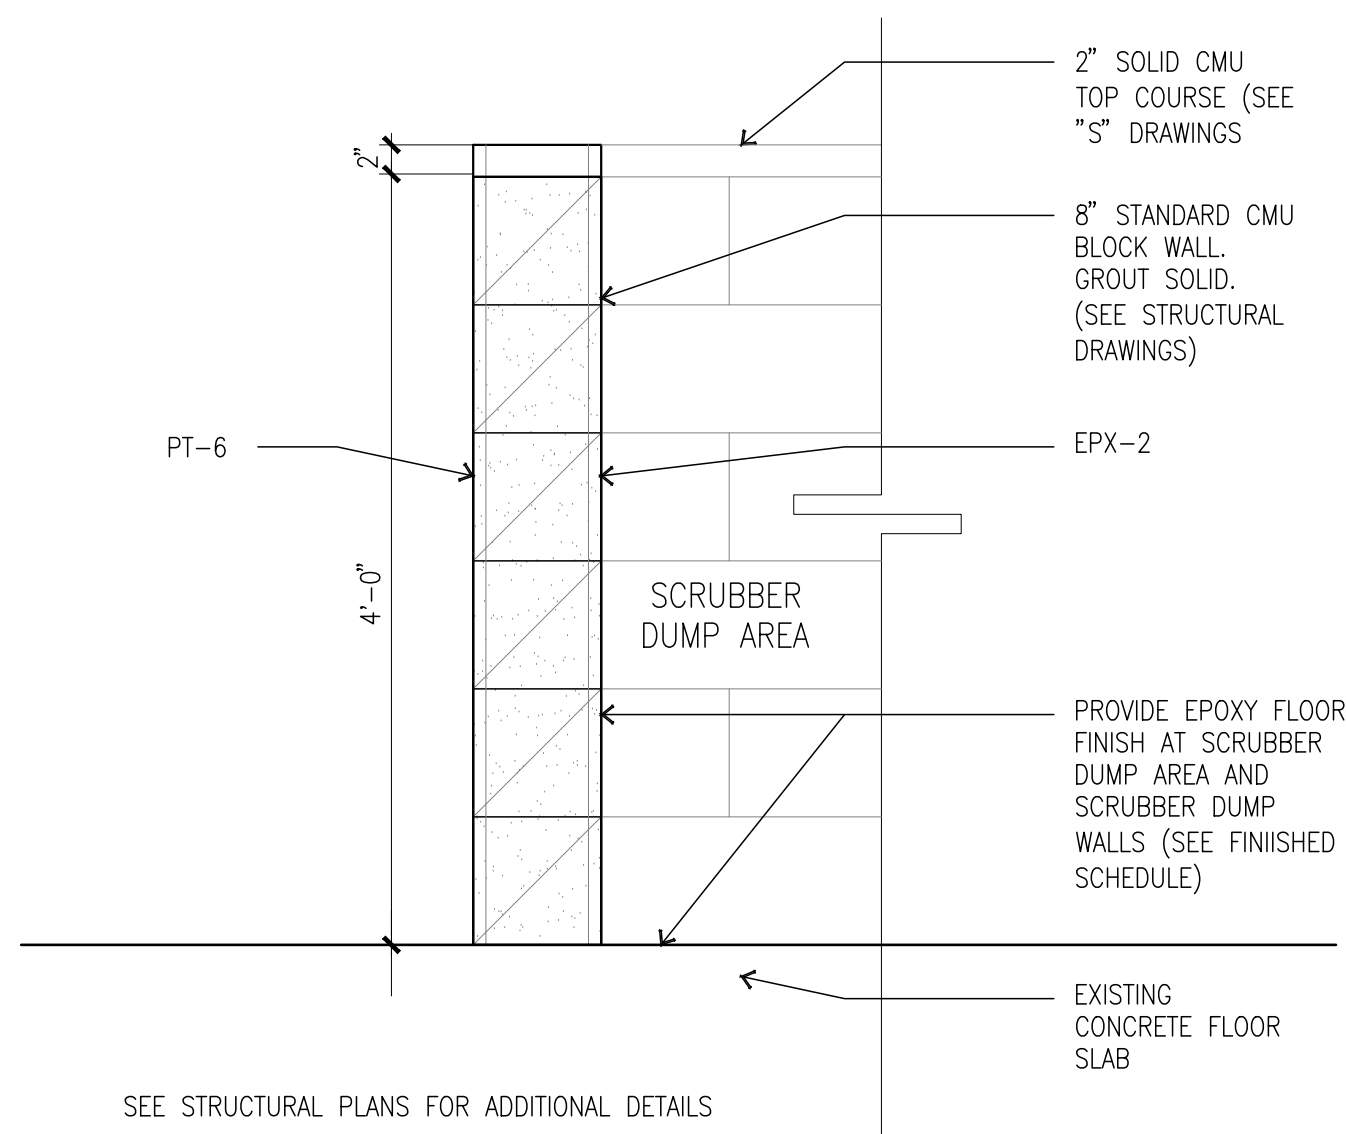 2” SOLID CMU
TOP COURSE (SEE
”S” DRAWINGS
2”
8” STANDARD CMU
BLOCK WALL.
GROUT SOLID.
(SEE STRUCTURAL
DRAWINGS)
PT–6
EPX–2
4’–0”
SCRUBBER
DUMP AREA
PROVIDE EPOXY FLOOR
FINISH AT SCRUBBER
DUMP AREA AND
SCRUBBER DUMP
WALLS (SEE FINIISHED
SCHEDULE)
EXISTING
CONCRETE FLOOR
SLAB
SEE STRUCTURAL PLANS FOR ADDITIONAL DETAILS